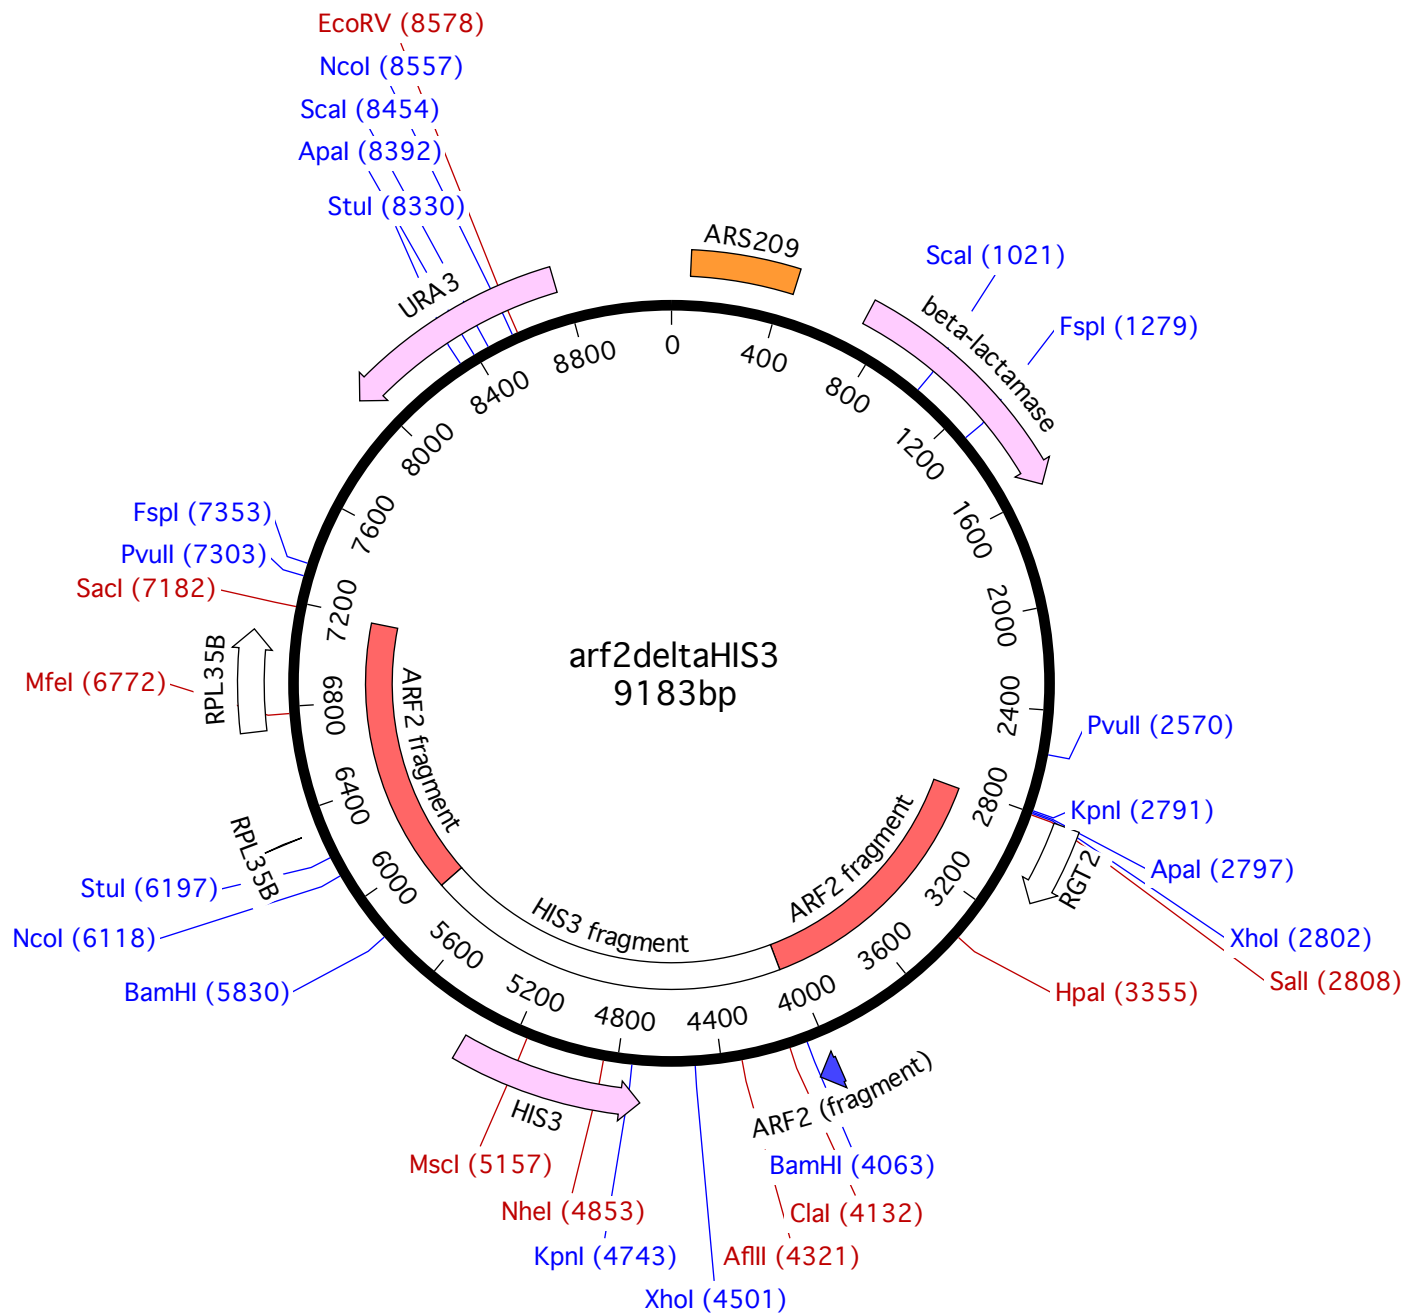 EcoRV (8578)
NcoI (8557)
ScaI (8454)
ApaI (8392)
StuI (8330)
URA3
ARS209
ScaI (1021)
beta-lactamase
FspI (1279)
0
400
800
1200
1600
2000
2400
2800
3200
3600
4000
4400
4800
5200
5600
6000
6400
6800
7200
7600
8000
8400
8800
FspI (7353)
PvuII (7303)
SacI (7182)
RPL35B
MfeI (6772)
ARF2 fragment
arf2deltaHIS3
9183bp
PvuII (2570)
KpnI (2791)
ApaI (2797)
RGT2
XhoI (2802)
SalI (2808)
HpaI (3355)
ARF2 fragment
HIS3 fragment
RPL35B
StuI (6197)
NcoI (6118)
BamHI (5830)
HIS3
ARF2 (fragment)
MscI (5157)
BamHI (4063)
NheI (4853)
ClaI (4132)
KpnI (4743)
AflII (4321)
XhoI (4501)